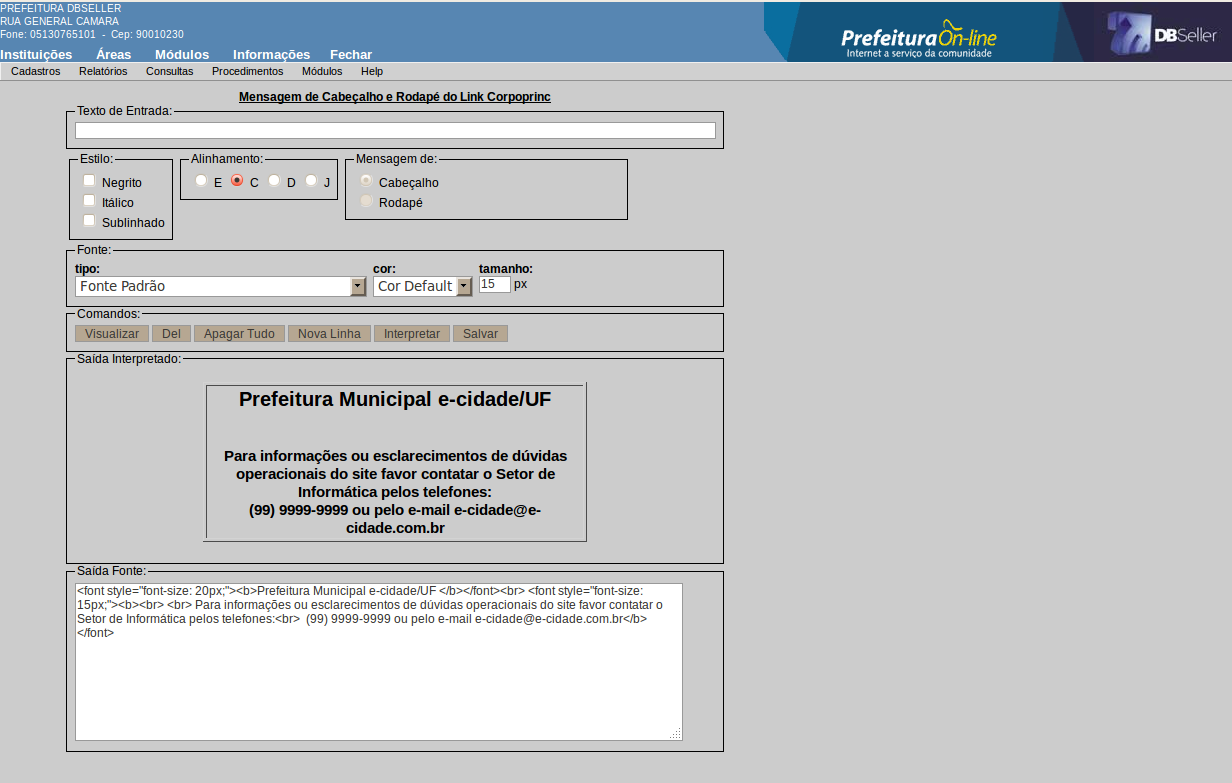 PREFEITURA DBSELLER
RUA GENERAL CAMARA
Fone: 05130765101 - Cep: 90010230
Instituições Áreas Módulos Informações Fechar
Prefeitura On-line
Internet a serviço da comunidade
DBSeller
Cadastros Relatórios Consultas Procedimentos Módulos Help
Mensagem de Cabeçalho e Rodapé do Link Corpoprinc
Texto de Entrada:
Estilo:
Negrito
Itálico
Sublinhado
Alinhamento:
E C D J
Mensagem de:
Cabeçalho
Rodapé
Fonte:
tipo: cor: tamanho:
Fonte Padrão Cor Default 15 px
Comandos:
Visualizar Del Apagar Tudo Nova Linha Interpretar Salvar
Saída Interpretado:
Prefeitura Municipal e-cidade/UF
Para informações ou esclarecimentos de dúvidas
operacionais do site favor contatar o Setor de
Informática pelos telefones:
(99) 9999-9999 ou pelo e-mail e-cidade@e-
cidade.com.br
Saída Fonte:
<font style="font-size: 20px;"><b>Prefeitura Municipal e-cidade/UF </b></font><br> <font style="font-size:
15px;"><b><br> <br> Para informações ou esclarecimentos de dúvidas operacionais do site favor contatar o
Setor de Informática pelos telefones:<br>  (99) 9999-9999 ou pelo e-mail e-cidade@e-cidade.com.br</b>
</font>